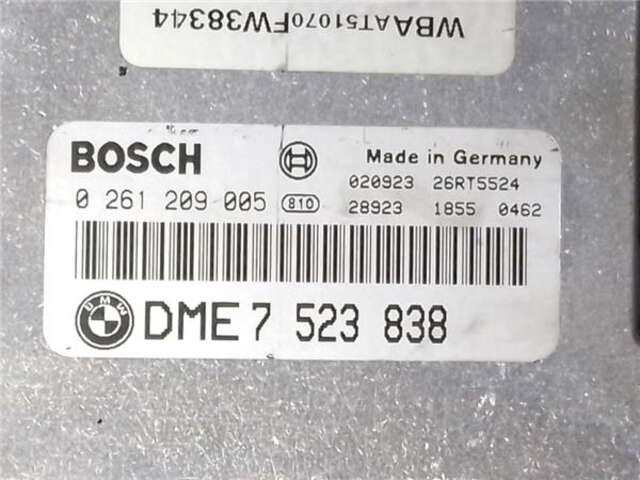 WBAAT51070FW38344
BOSCH Made in Germany
020923 26RT5524
0 261 209 005 810 28923 1855 0462
BMW DME 7 523 838